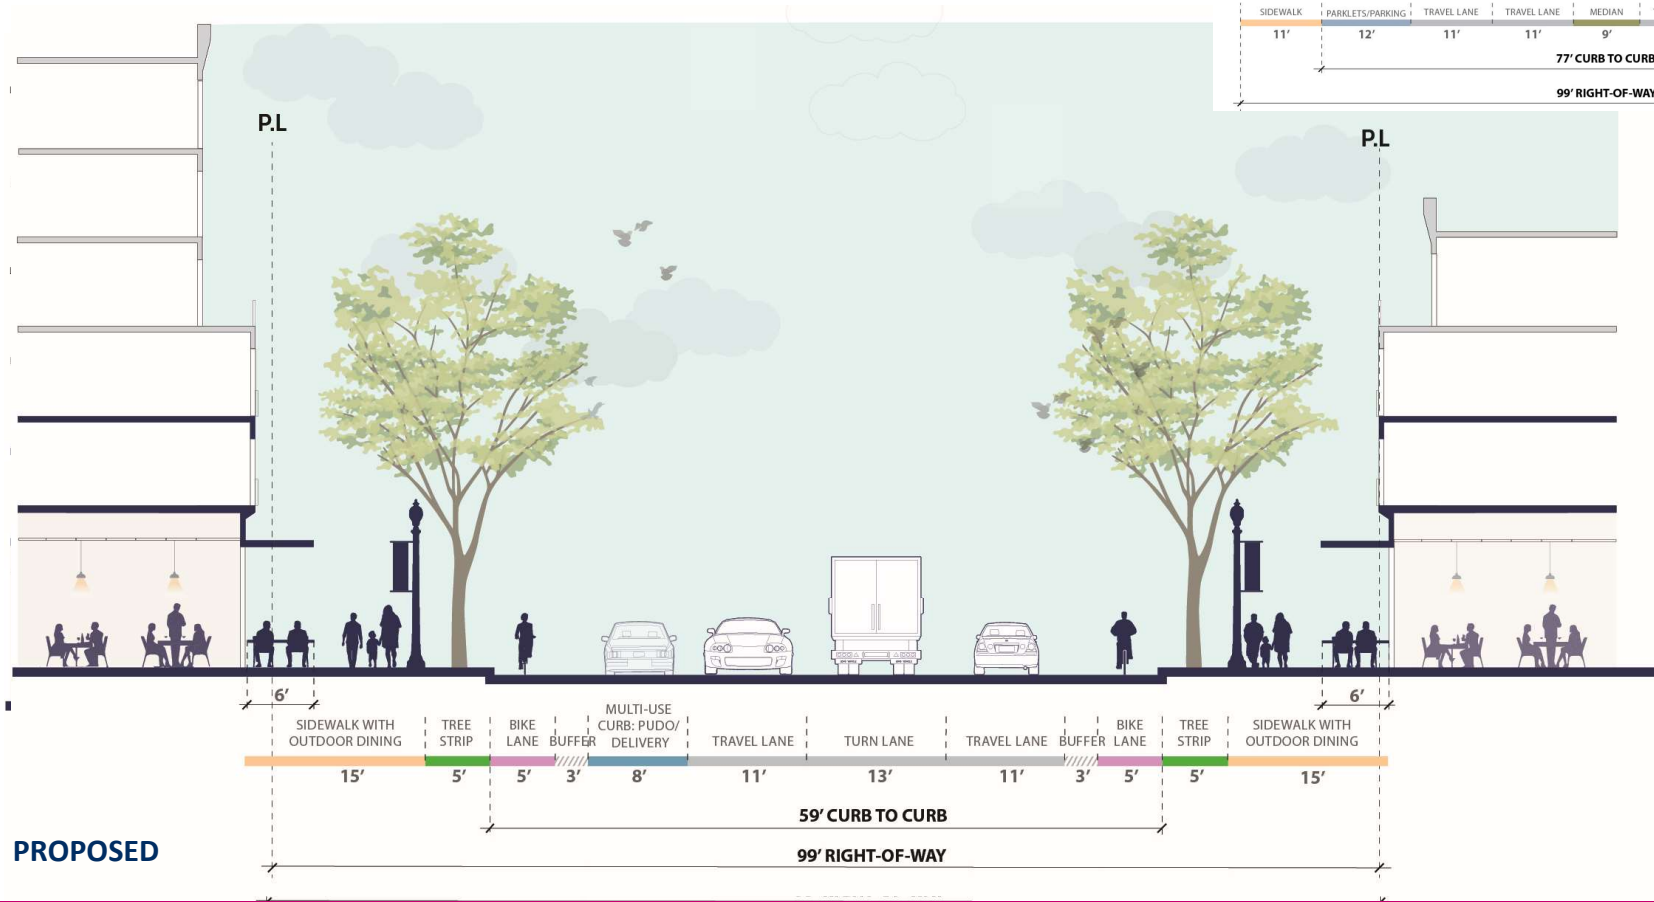 SIDEWALK PARKLETS/PARKING TRAVEL LANE TRAVEL LANE MEDIAN
11' 12' 11' 11' 9'
77' CURB TO CURB
99' RIGHT-OF-WAY
P.L P.L
6' 6'
SIDEWALK WITH OUTDOOR DINING
TREE STRIP
BIKE LANE
BUFFER
MULTI-USE CURB: PUDO/ DELIVERY
TRAVEL LANE
TURN LANE
TRAVEL LANE
BUFFER
BIKE LANE
TREE STRIP
SIDEWALK WITH OUTDOOR DINING
15' 5' 5' 3' 8' 11' 13' 11' 3' 5' 5' 15'
59' CURB TO CURB
PROPOSED
99' RIGHT-OF-WAY